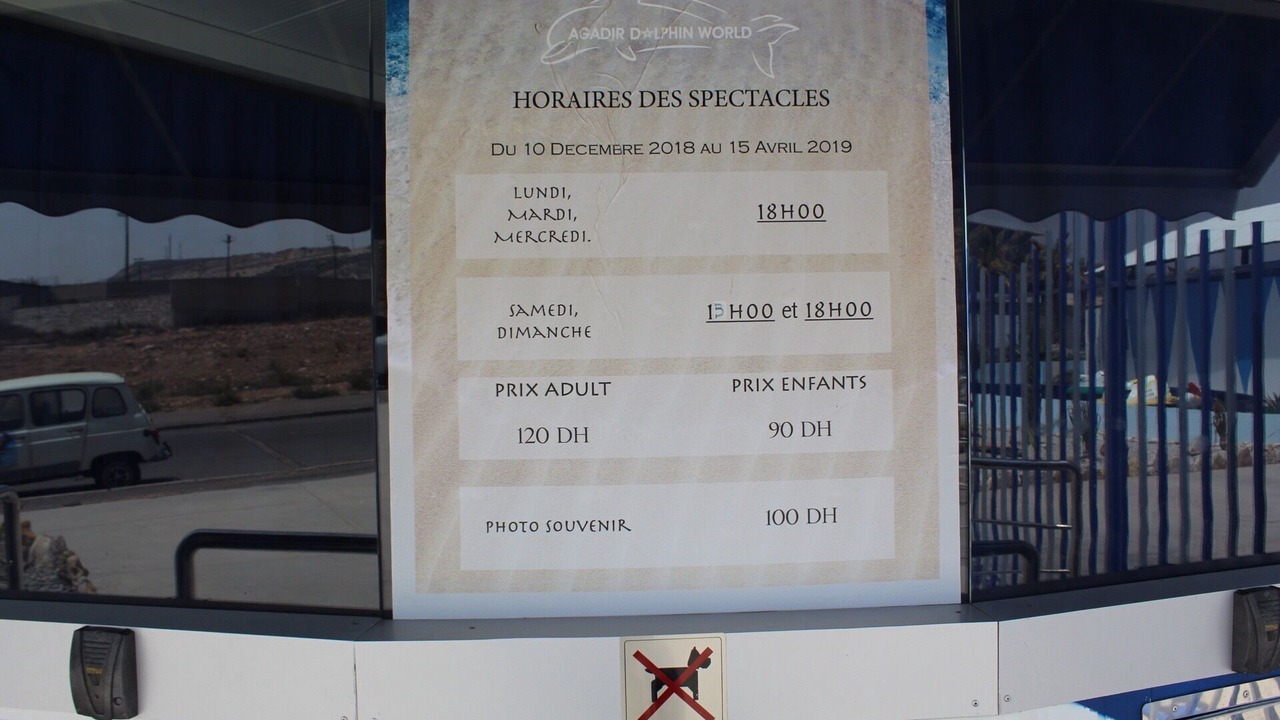 AGADIR D☆LPHIN WORLD
HORAIRES DES SPECTACLES
DU 10 DECEMBRE 2018 AU 15 AVRIL 2019
LUNDI,
MARDI,
MERCREDI.
18H00
SAMEDI,
DIMANCHE
15H00 et 18H00
PRIX ADULT
PRIX ENFANTS
120 DH
90 DH
PHOTO SOUVENIR
100 DH